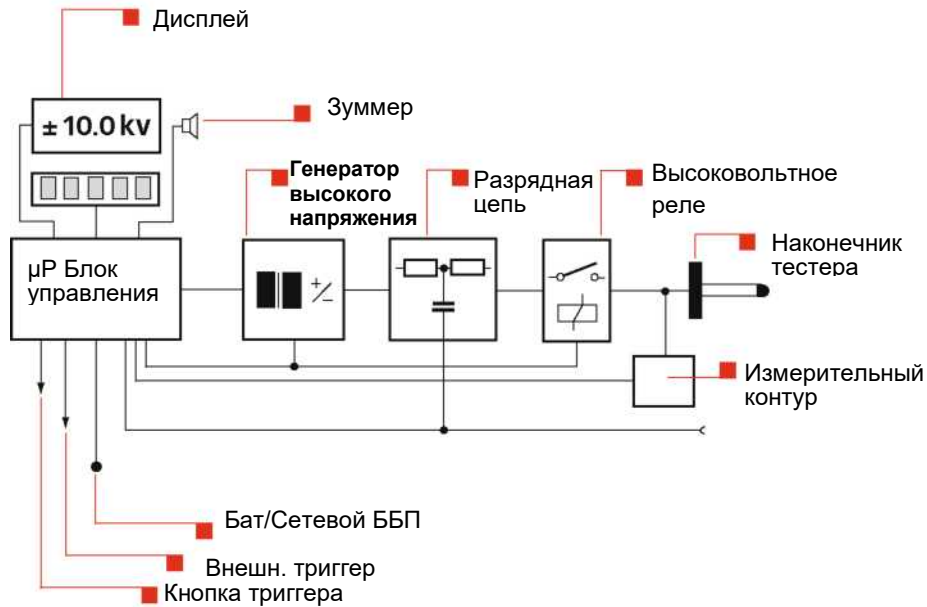 Дисплей
± 10.0 kv
Зуммер
Генератор
высокого
напряжения
Разрядная
цепь
Высоковольтное
реле
Наконечник
тестера
µP Блок
управления
+/−
Измерительный
контур
Бат/Сетевой ББП
Внешн. триггер
Кнопка триггера